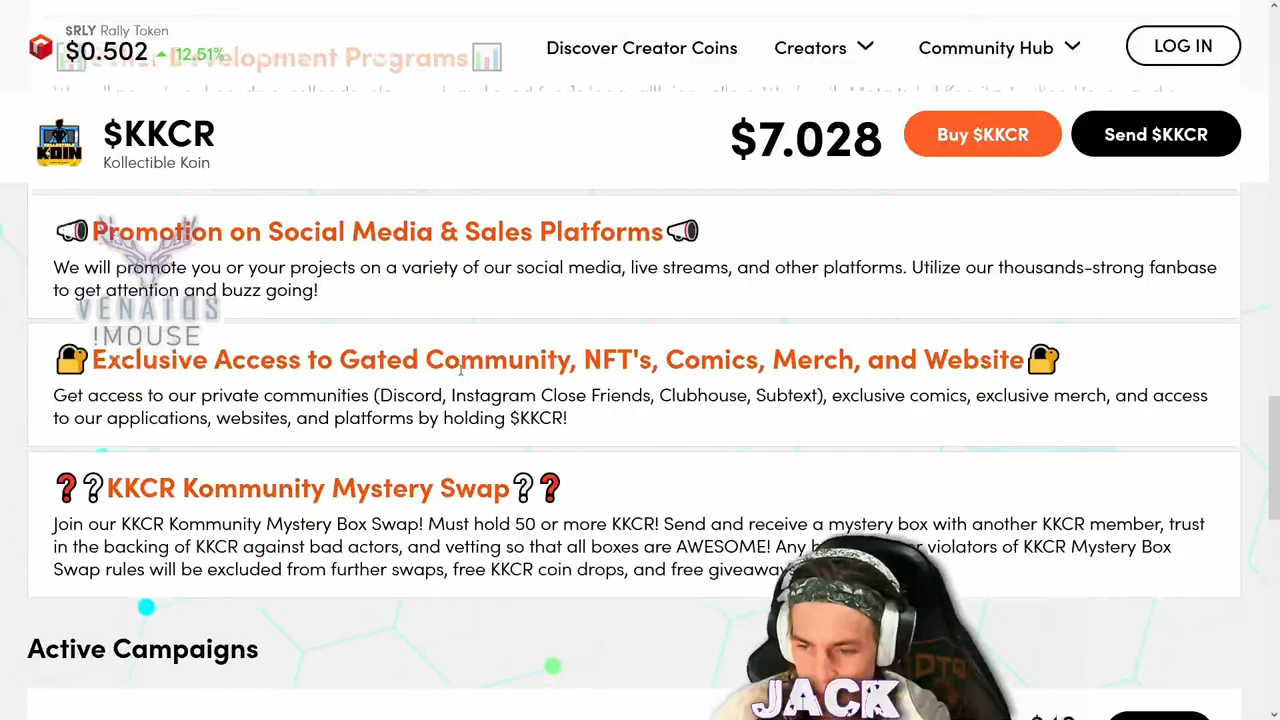 $RLY Rally Token
$0.502 12.51%
Discover Creator Coins
Creators
Community Hub
LOG IN
Development Programs
KOIN
$KKCR
Kollectible Koin
$7.028
Buy $KKCR
Send $KKCR
Promotion on Social Media & Sales Platforms
We will promote you or your projects on a variety of our social media, live streams, and other platforms. Utilize our thousands-strong fanbase
to get attention and buzz going!
VENATOS
!MOUSE
Exclusive Access to Gated Community, NFT's, Comics, Merch, and Website
Get access to our private communities (Discord, Instagram Close Friends, Clubhouse, Subtext), exclusive comics, exclusive merch, and access
to our applications, websites, and platforms by holding $KKCR!
KKCR Kommunity Mystery Swap
Join our KKCR Kommunity Mystery Box Swap! Must hold 50 or more KKCR! Send and receive a mystery box with another KKCR member, trust
in the backing of KKCR against bad actors, and vetting so that all boxes are AWESOME! Any violators of KKCR Mystery Box
Swap rules will be excluded from further swaps, free KKCR coin drops, and free
Active Campaigns
JACK